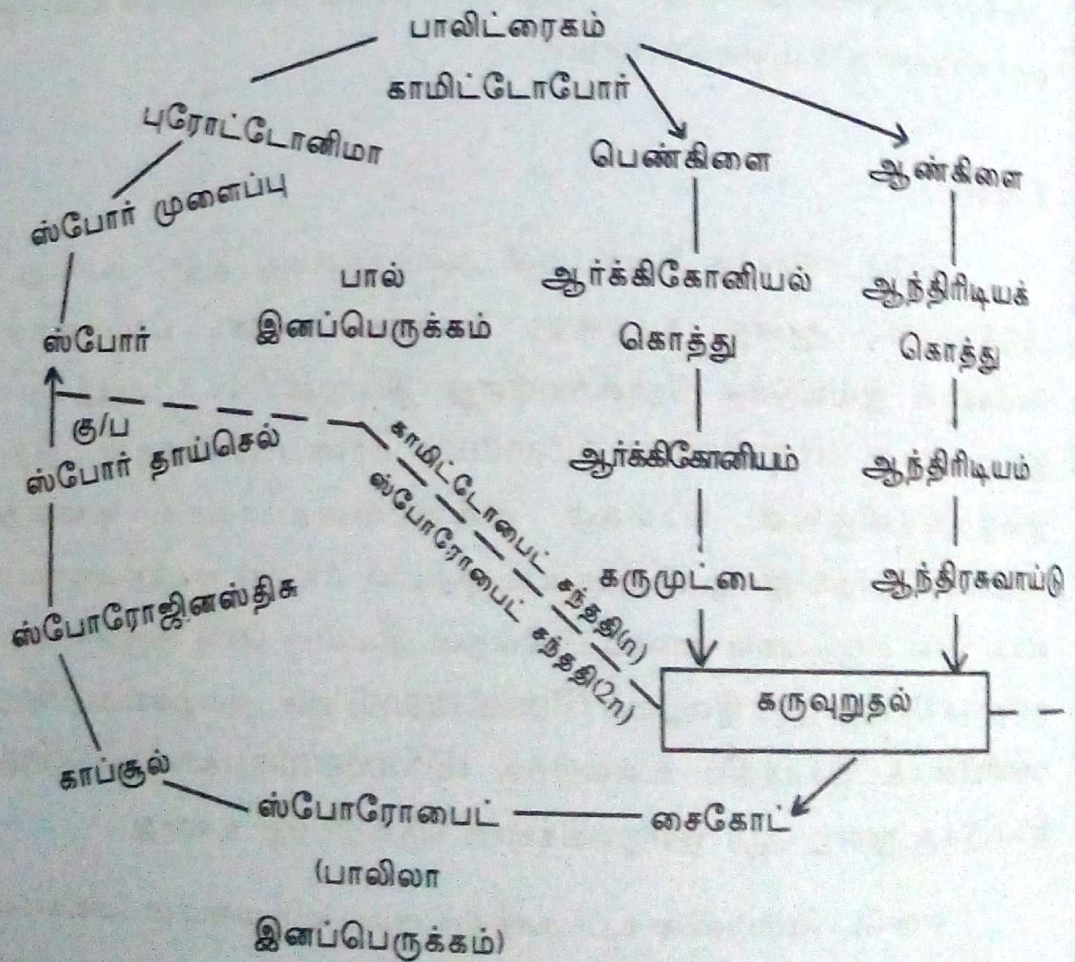 பாலிட்ரைகம்
காமிட்டோபோர்
புரோட்டோனிமா
பெண்கிளை
ஆண்கிளை
ஸ்போர் முளைப்பு
பால்
இனப்பெருக்கம்
ஆர்க்கிகோனியல்
கொத்து
ஆந்திரிடியக்
கொத்து
ஸ்போர்
கு/ப
ஸ்போர் தாய்செல்
காமிட்டோபைட் சந்ததி(n)
ஸ்போரோபைட் சந்ததி(2n)
ஆர்க்கிகோனியம்
ஆந்திரிடியம்
ஸ்போரோஜினஸ்திசு
கருமுட்டை
ஆந்திரசுவாய்டு
கருவுறுதல்
காப்சூல்
ஸ்போரோபைட்
சைகோட்
(பாலிலா
இனப்பெருக்கம்)